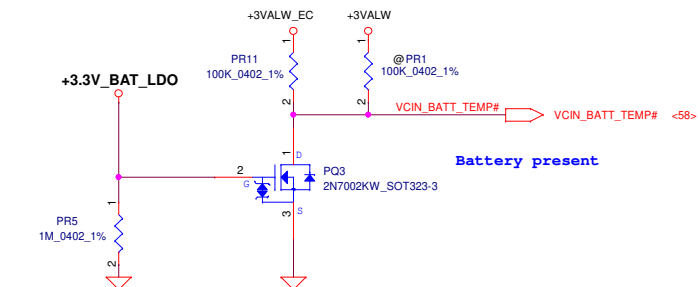 +3VALW_EC
+3VALW
1
1
PR11
100K_0402_1%
@PR1
100K_0402_1%
+3.3V_BAT_LDO
2
2
VCIN_BATT_TEMP#
VCIN_BATT_TEMP# <58>
1
D
Battery present
2
G
PQ3
2N7002KW_SOT323-3
3
S
1
PR5
1M_0402_1%
2